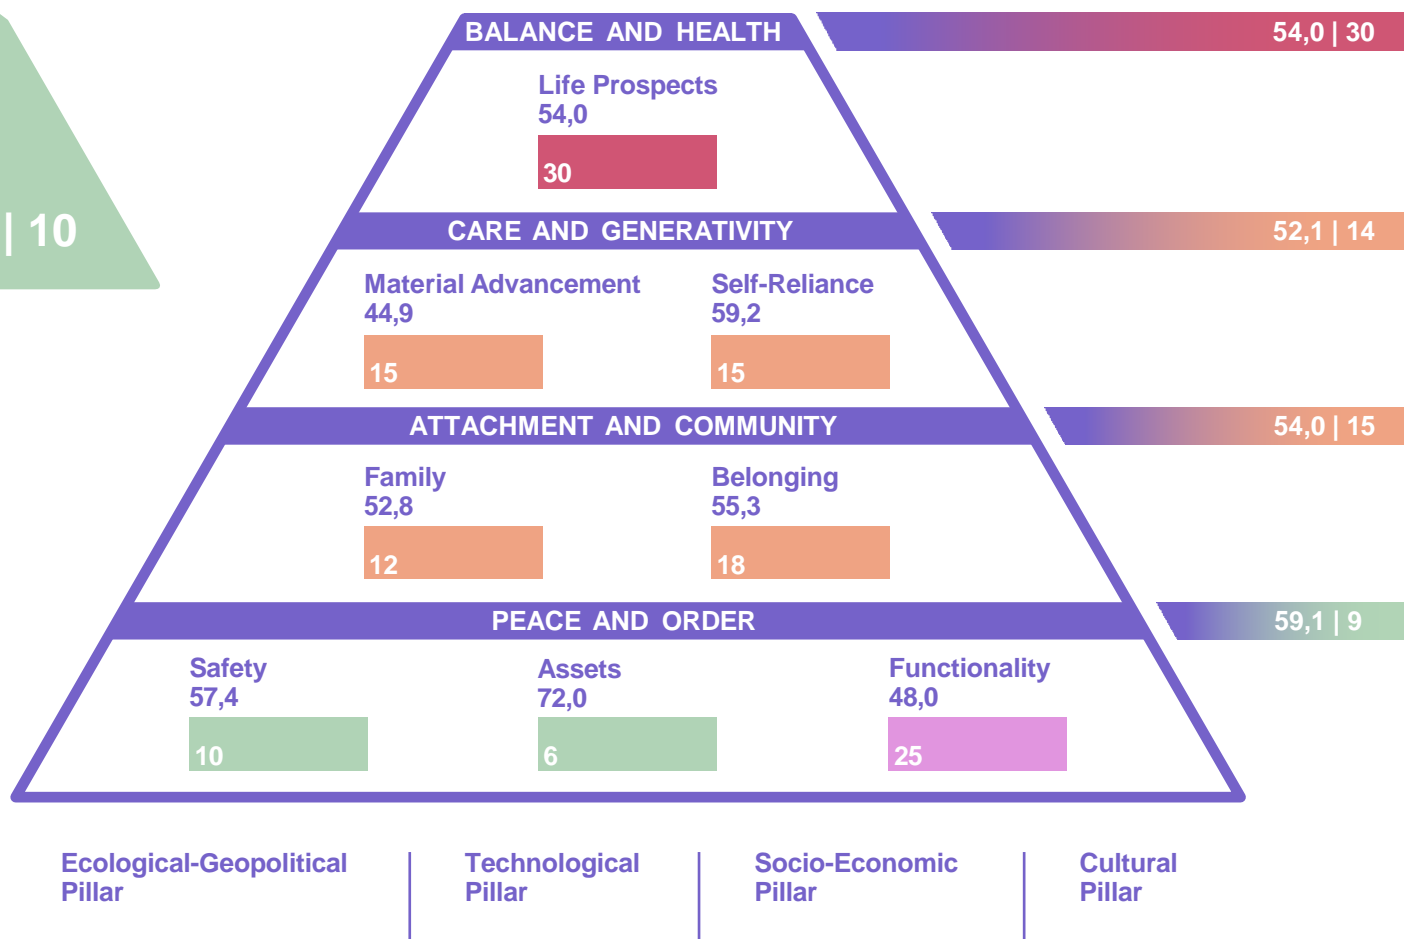 BALANCE AND HEALTH
54,0 | 30
Life Prospects
54,0
30
| 10
CARE AND GENERATIVITY
52,1 | 14
Material Advancement
44,9
15
Self-Reliance
59,2
15
ATTACHMENT AND COMMUNITY
54,0 | 15
Family
52,8
12
Belonging
55,3
18
PEACE AND ORDER
59,1 | 9
Safety
57,4
10
Assets
72,0
6
Functionality
48,0
25
Ecological-Geopolitical
Pillar
Technological
Pillar
Socio-Economic
Pillar
Cultural
Pillar